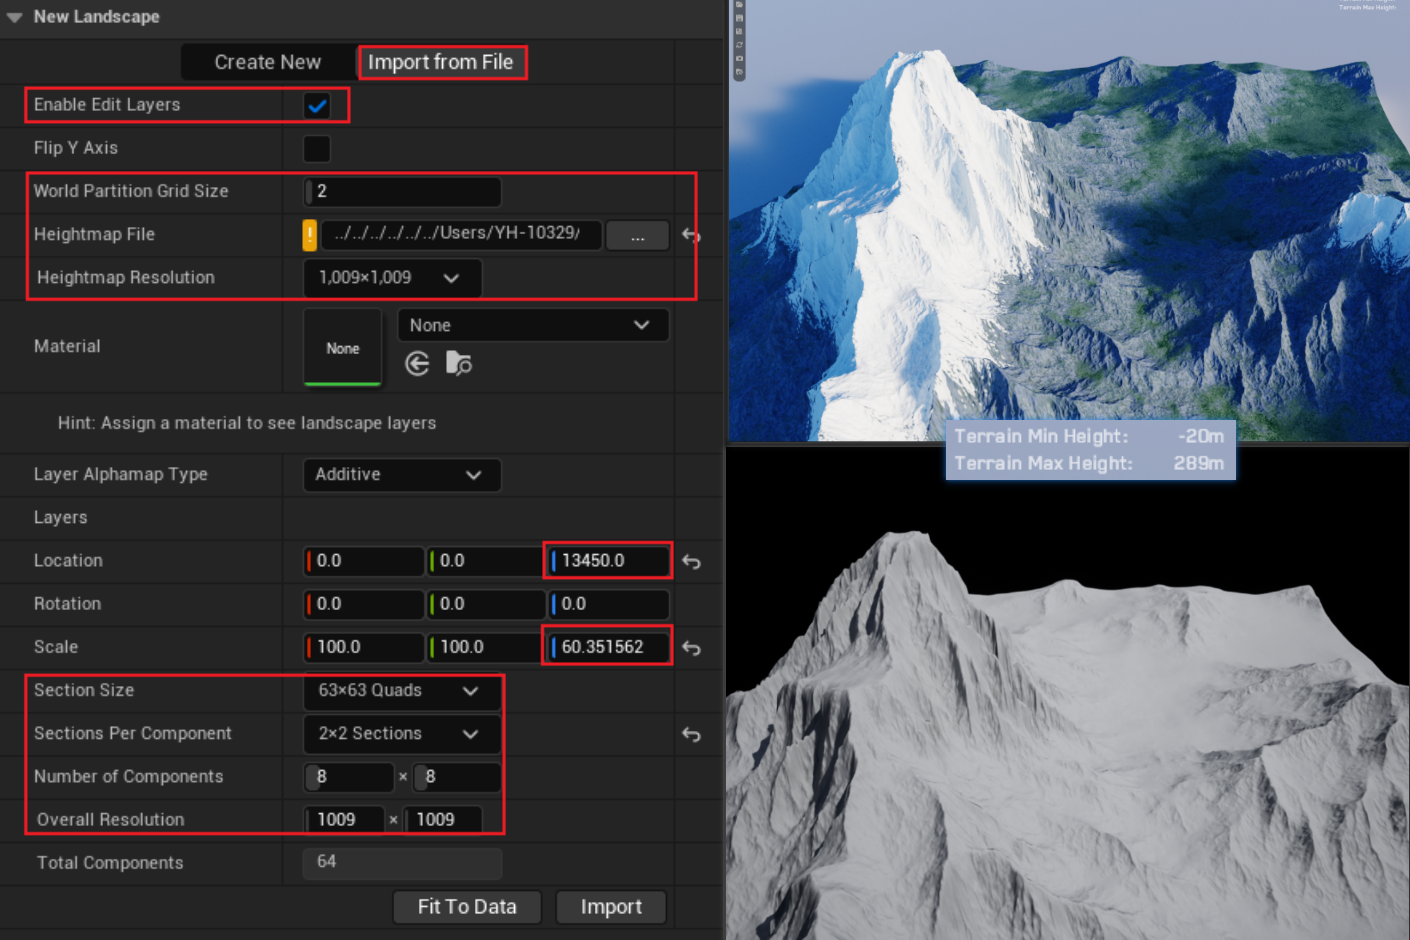 New Landscape
Create New
Import from File
Enable Edit Layers
Flip Y Axis
World Partition Grid Size
2
Heightmap File
!
../../../../../../Users/YH-10329/
...
Heightmap Resolution
1,009×1,009
Material
None
None
Hint: Assign a material to see landscape layers
Layer Alphamap Type
Additive
Layers
Location
0.0
0.0
13450.0
Rotation
0.0
0.0
0.0
Scale
100.0
100.0
60.351562
Section Size
63×63 Quads
Sections Per Component
2×2 Sections
Number of Components
8 × 8
Overall Resolution
1009 × 1009
Total Components
64
Fit To Data
Import
Terrain Max Height:
Terrain Min Height: -20m
Terrain Max Height: 289m